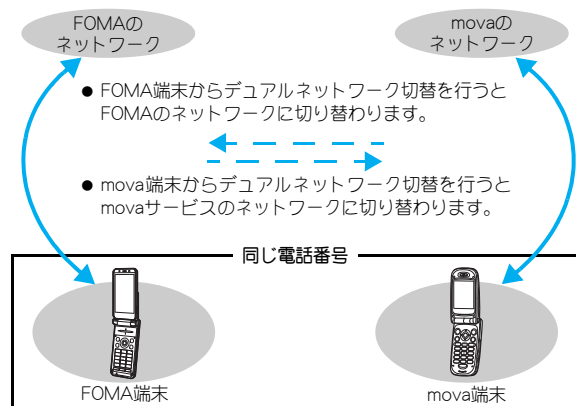 FOMAの
ネットワーク
movaの
ネットワーク
● FOMA端末からデュアルネットワーク切替を行うと
FOMAのネットワークに切り替わります。
● mova端末からデュアルネットワーク切替を行うと
movaサービスのネットワークに切り替わります。
同じ電話番号
FOMA端末
mova端末